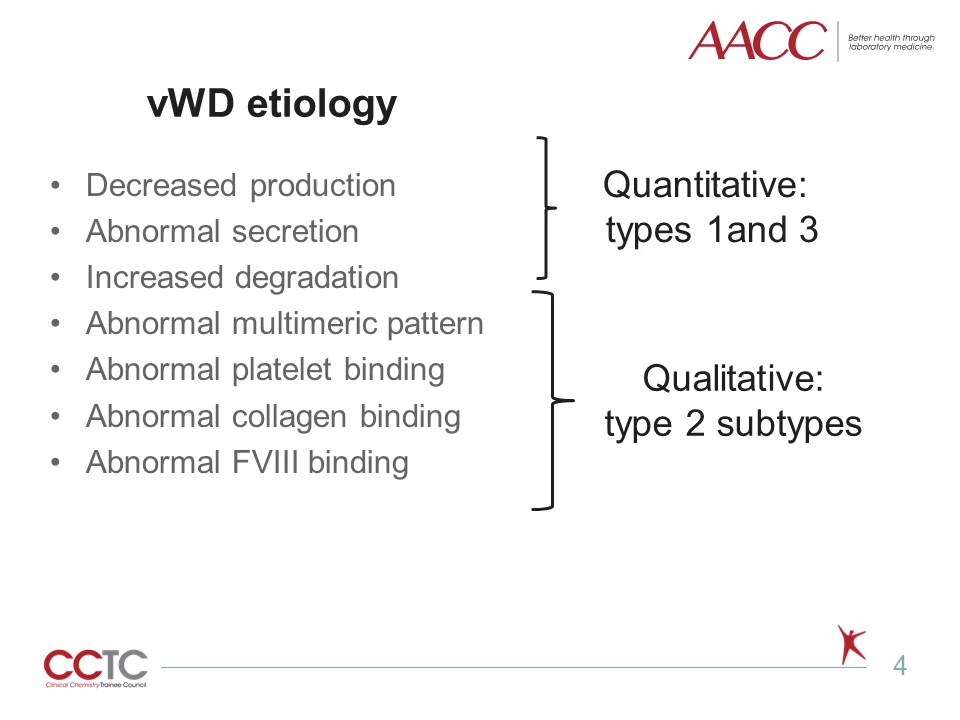 AACC
Better health through
laboratory medicine.
vWD etiology
• Decreased production
• Abnormal secretion
• Increased degradation
• Abnormal multimeric pattern
• Abnormal platelet binding
• Abnormal collagen binding
• Abnormal FVIII binding
Quantitative:
types 1and 3
Qualitative:
type 2 subtypes
CCTC
Clinical Chemistry Trainee Council
4